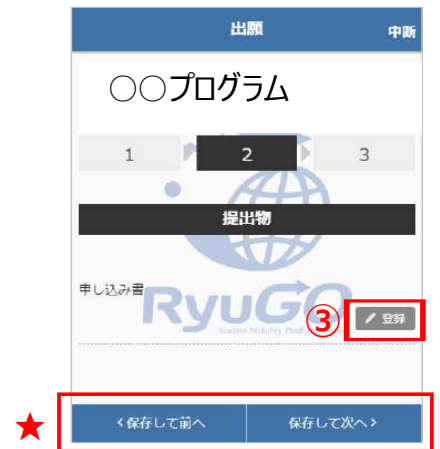 出願 中断
○○プログラム
1 2 3
提出物
申し込み書
RyuGO
Student Mobility Platform
③ 登録
★ <保存して前へ 保存して次へ>